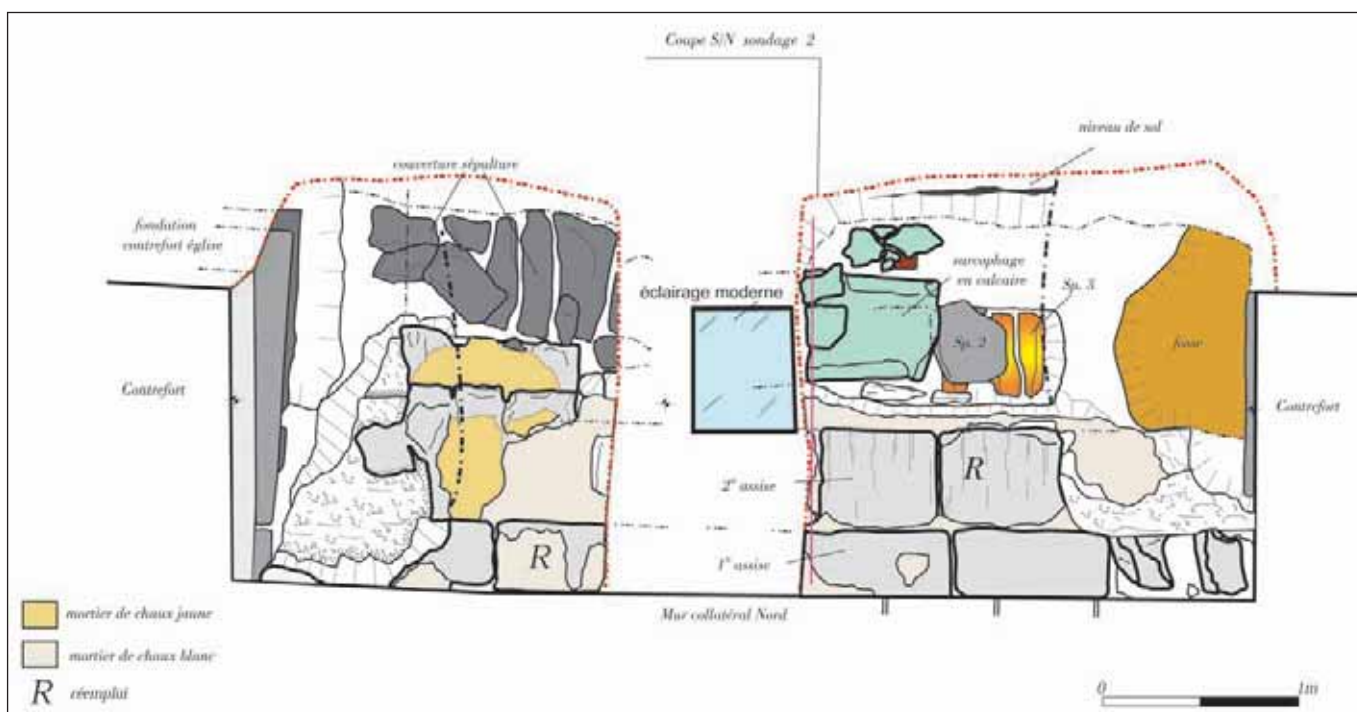 Coupe S/N sondage 2
niveau de sol
couverture sépulture
fondation
contrefort église
sarcophage
en calcaire
Sp. 3
éclairage moderne
Sp. 2
fosse
Contrefort
Contrefort
R
2e assise
R
1e assise
Mur collatéral Nord
mortier de chaux jaune
mortier de chaux blanc
R réemploi
0 1m